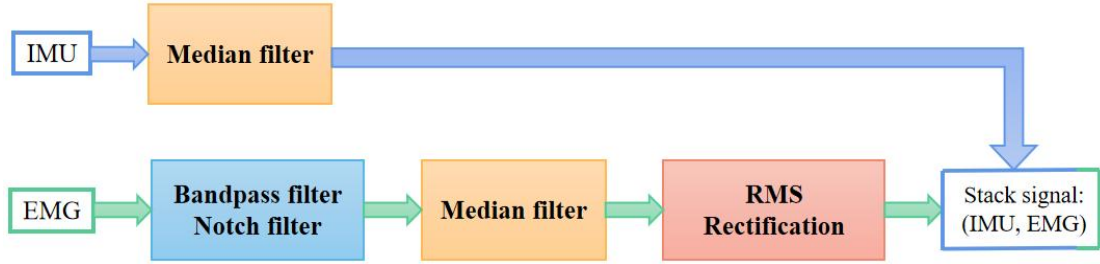 IMU
Median filter
EMG
Bandpass filter
Notch filter
Median filter
RMS
Rectification
Stack signal:
(IMU, EMG)